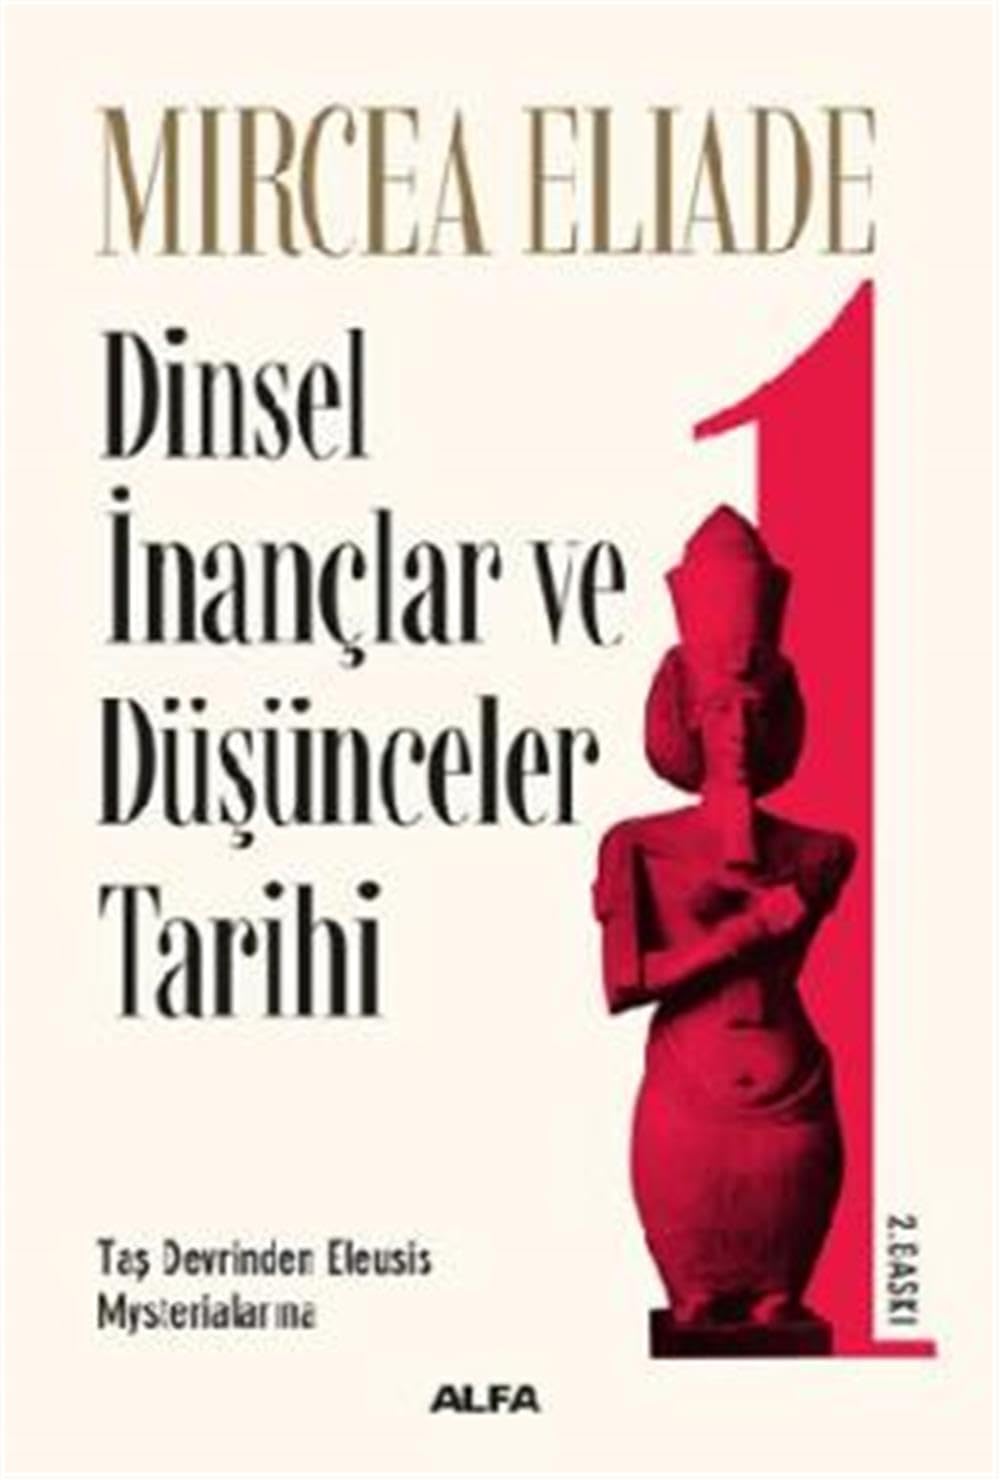 MIRCEA ELIADE
1
Dinsel
İnançlar ve
Düşünceler
Tarihi
Taş Devrinden Eleusis
Mysterialarına
2.BASKI
ALFA